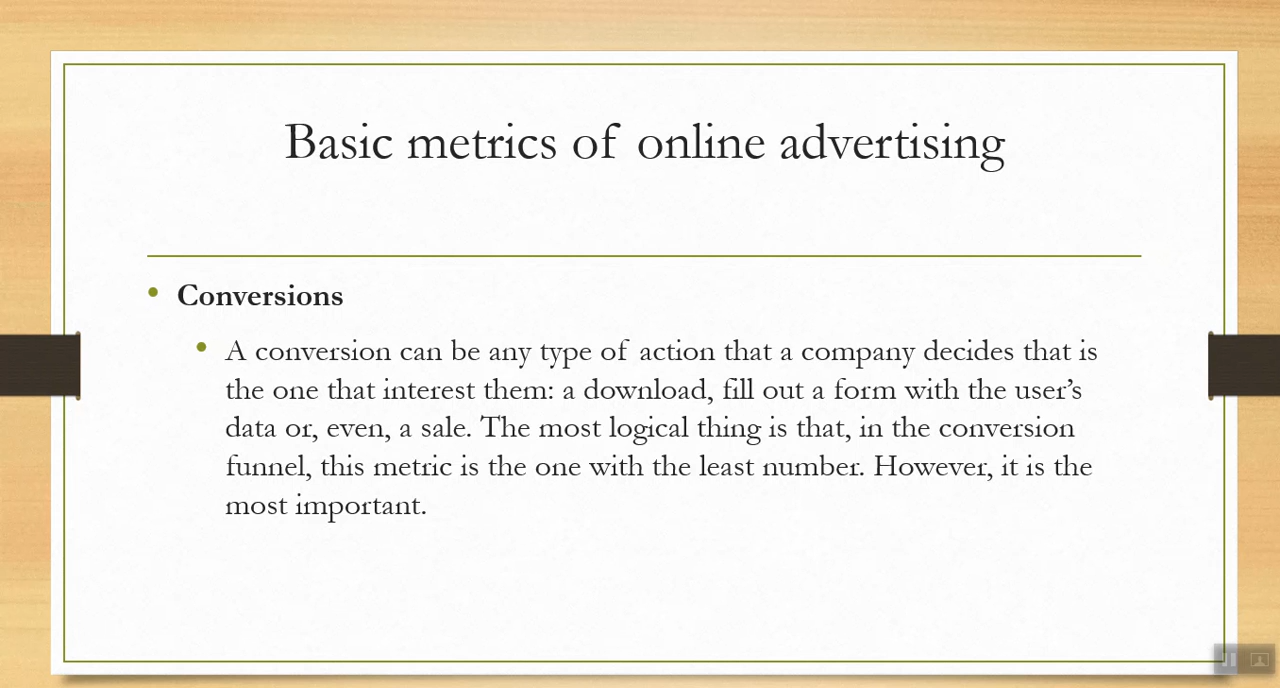 Basic metrics of online advertising
Conversions
A conversion can be any type of action that a company decides that is
the one that interest them: a download, fill out a form with the user’s
data or, even, a sale. The most logical thing is that, in the conversion
funnel, this metric is the one with the least number. However, it is the
most important.